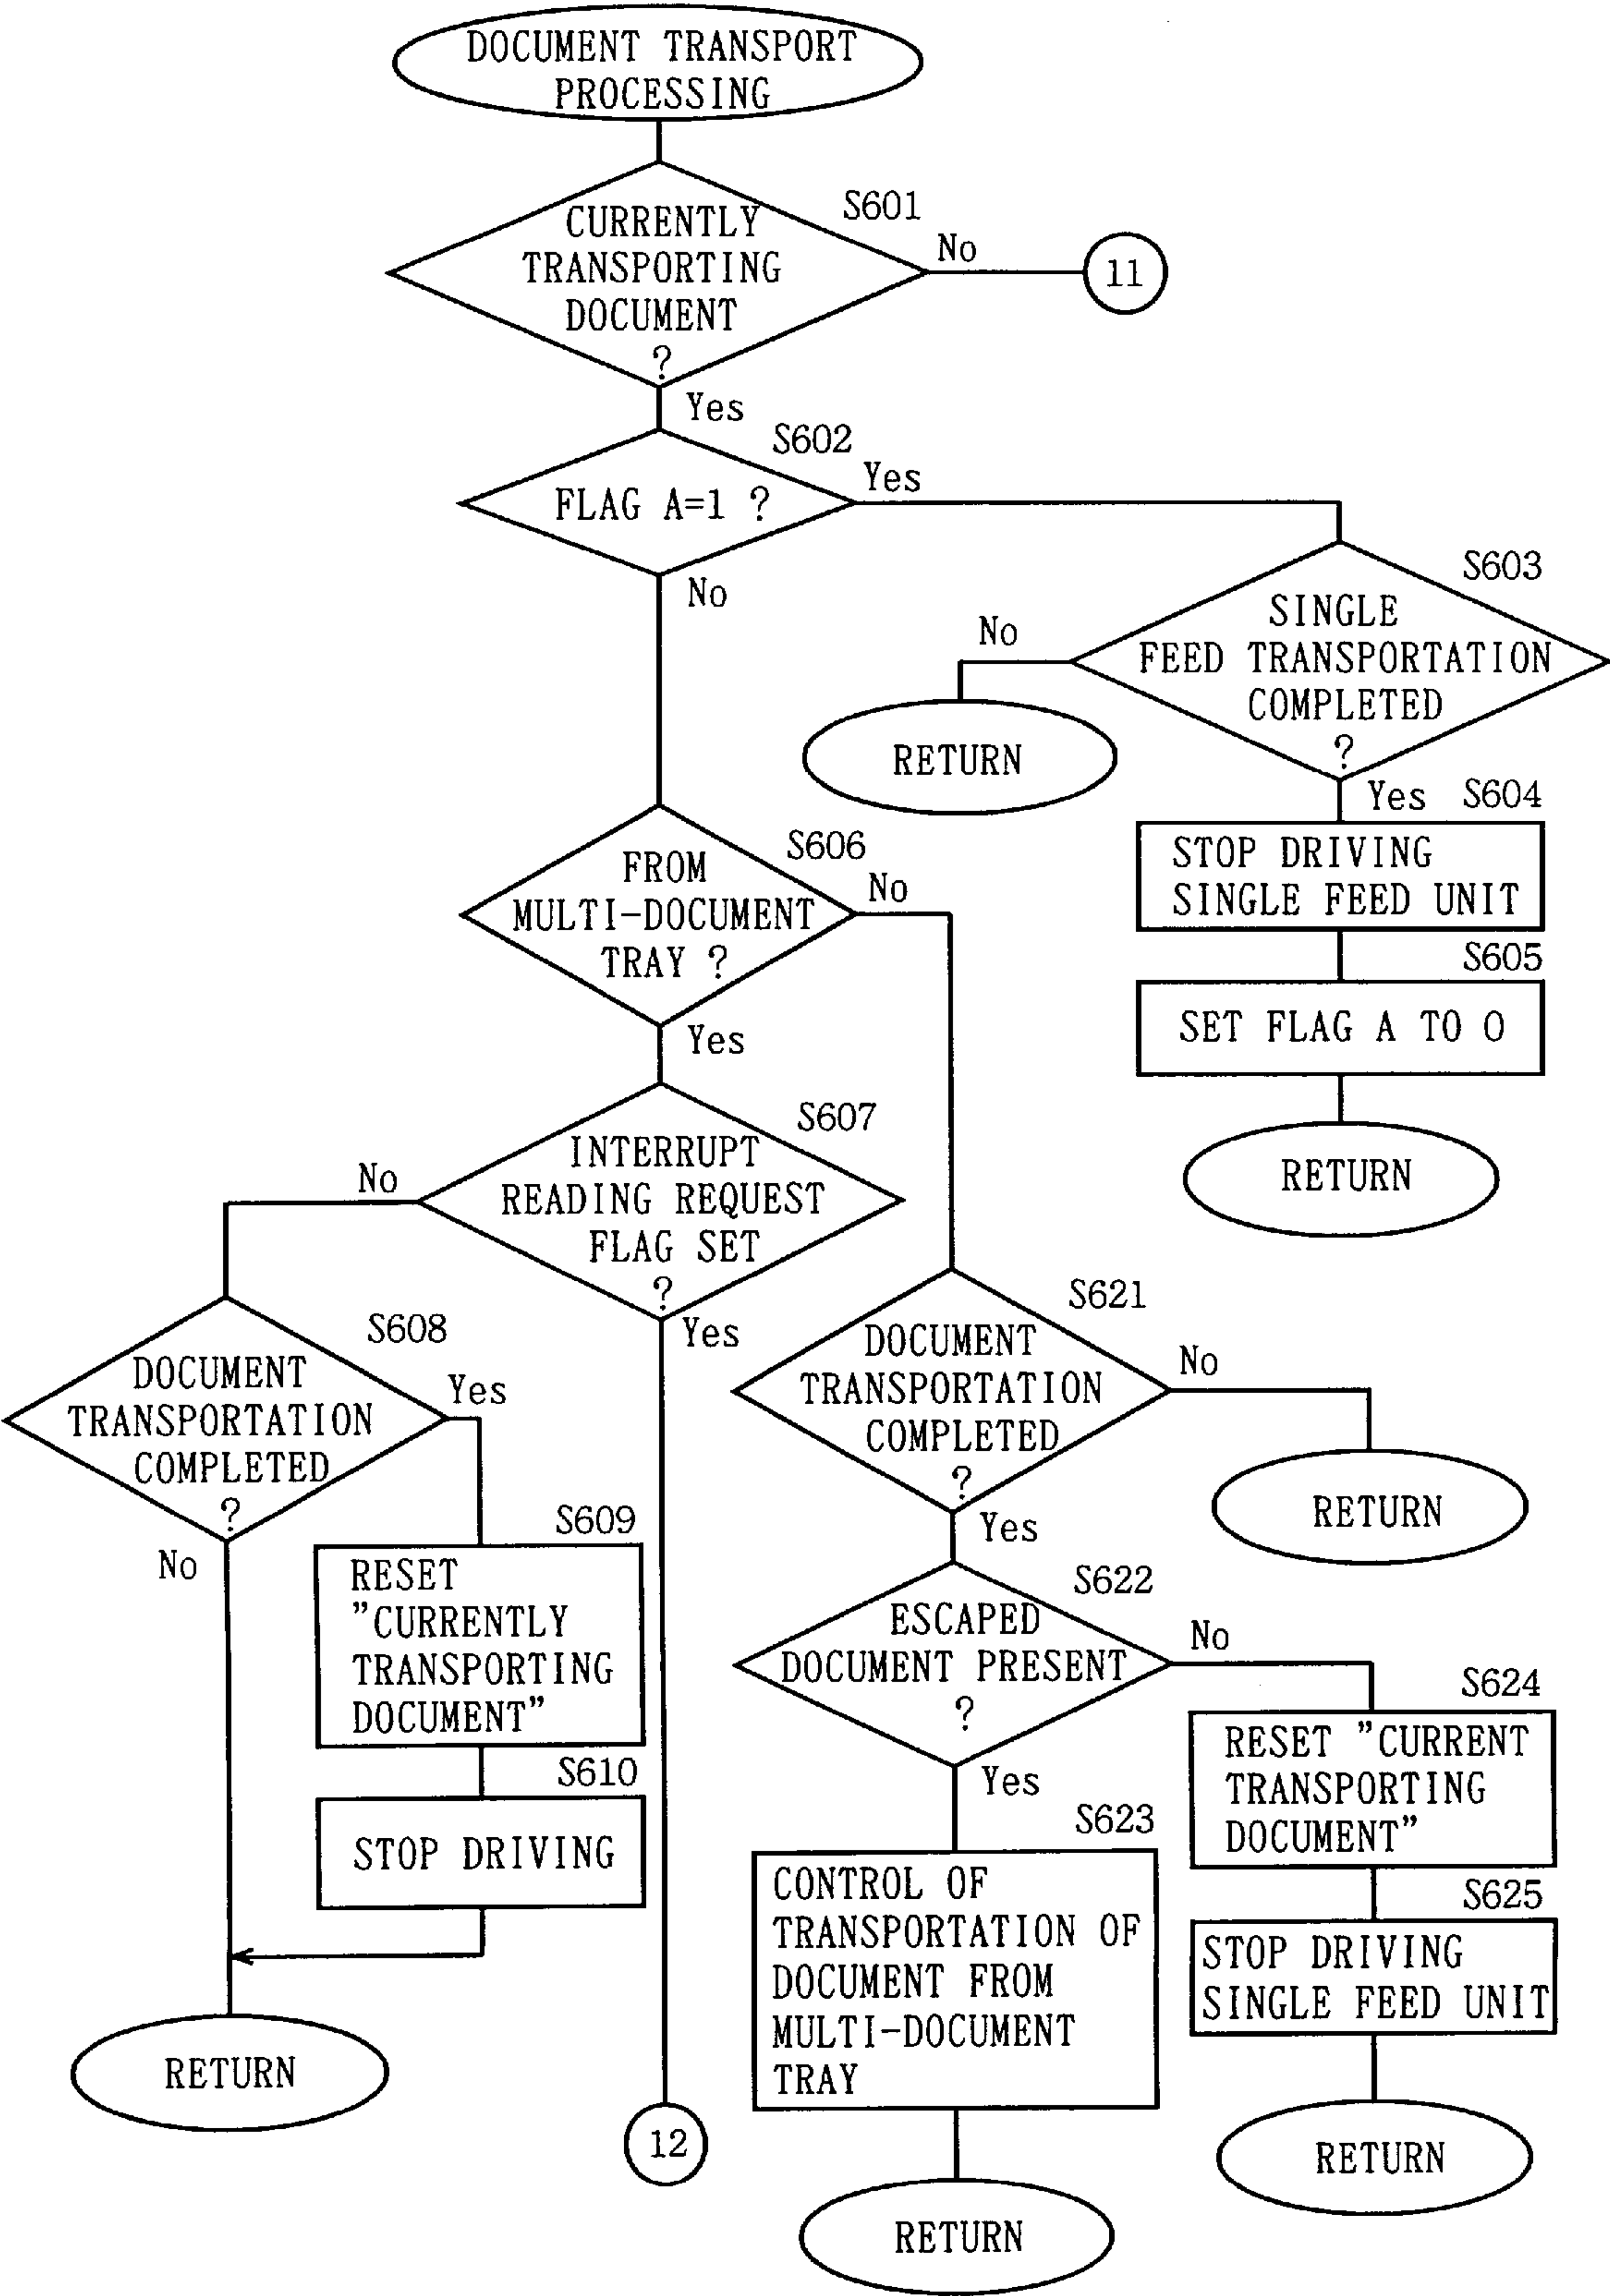 DOCUMENT TRANSPORT
PROCESSING
S601
CURRENTLY
TRANSPORTING
DOCUMENT
?
No
11
Yes
S602
FLAG A=1 ?
Yes
No
S603
SINGLE
FEED TRANSPORTATION
COMPLETED
?
No
RETURN
Yes
S604
STOP DRIVING
SINGLE FEED UNIT
S605
SET FLAG A TO 0
RETURN
S606
FROM
MULTI-DOCUMENT
TRAY ?
No
Yes
S607
INTERRUPT
READING REQUEST
FLAG SET
?
No
Yes
S608
DOCUMENT
TRANSPORTATION
COMPLETED
?
Yes
No
S609
RESET
"CURRENTLY
TRANSPORTING
DOCUMENT"
S610
STOP DRIVING
RETURN
12
S621
DOCUMENT
TRANSPORTATION
COMPLETED
?
No
RETURN
Yes
S622
ESCAPED
DOCUMENT PRESENT
?
No
Yes
S623
CONTROL OF
TRANSPORTATION OF
DOCUMENT FROM
MULTI-DOCUMENT
TRAY
RETURN
S624
RESET "CURRENT
TRANSPORTING
DOCUMENT"
S625
STOP DRIVING
SINGLE FEED UNIT
RETURN